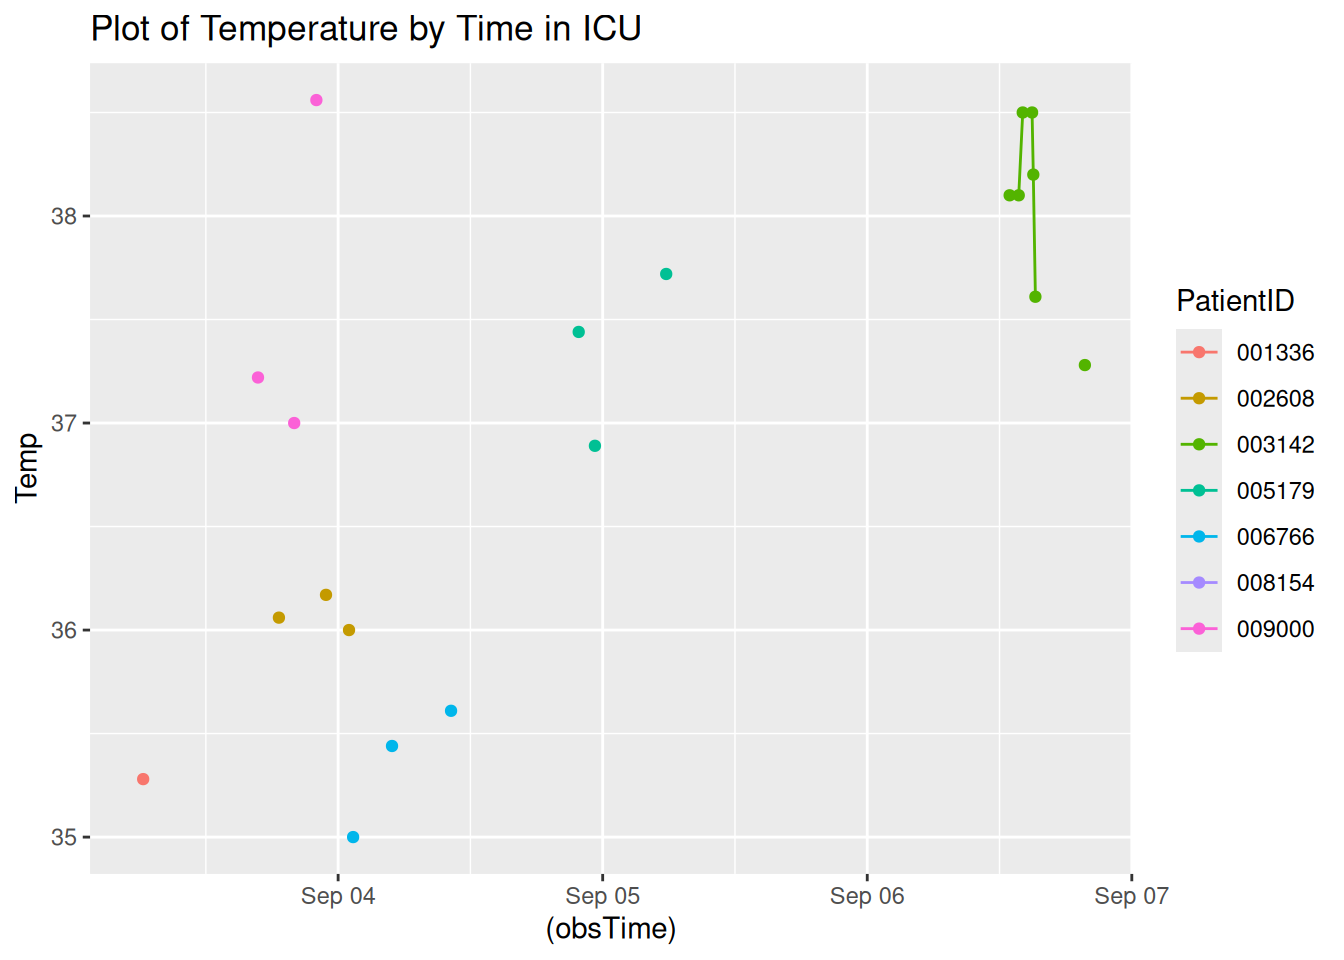 Plot of Temperature by Time in ICU
38
37
36
35
Temp
Sep 04
Sep 05
Sep 06
Sep 07
(obsTime)
PatientID
001336
002608
003142
005179
006766
008154
009000